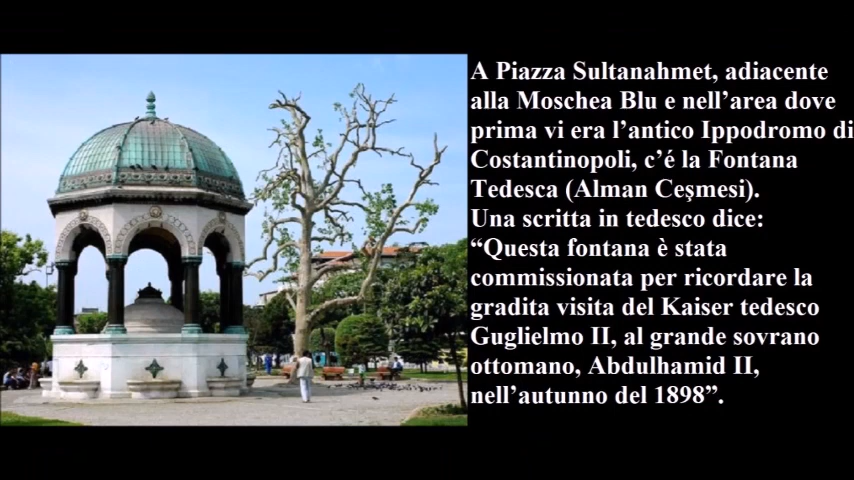 A Piazza Sultanahmet, adiacente
alla Moschea Blu e nell’area dove
prima vi era l’antico Ippodromo di
Costantinopoli, c’é la Fontana
Tedesca (Alman Ceşmesi).
Una scritta in tedesco dice:
“Questa fontana è stata
commissionata per ricordare la
gradita visita del Kaiser tedesco
Guglielmo II, al grande sovrano
ottomano, Abdulhamid II,
nell’autunno del 1898”.